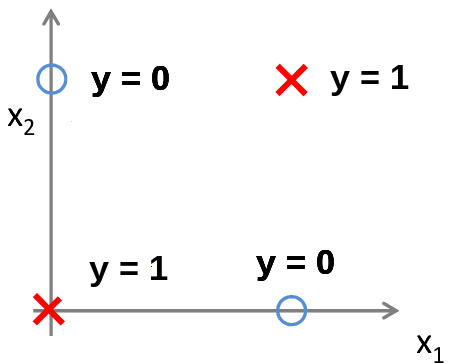 y = 0
y = 1
x₂
y = 1
y = 0
x₁